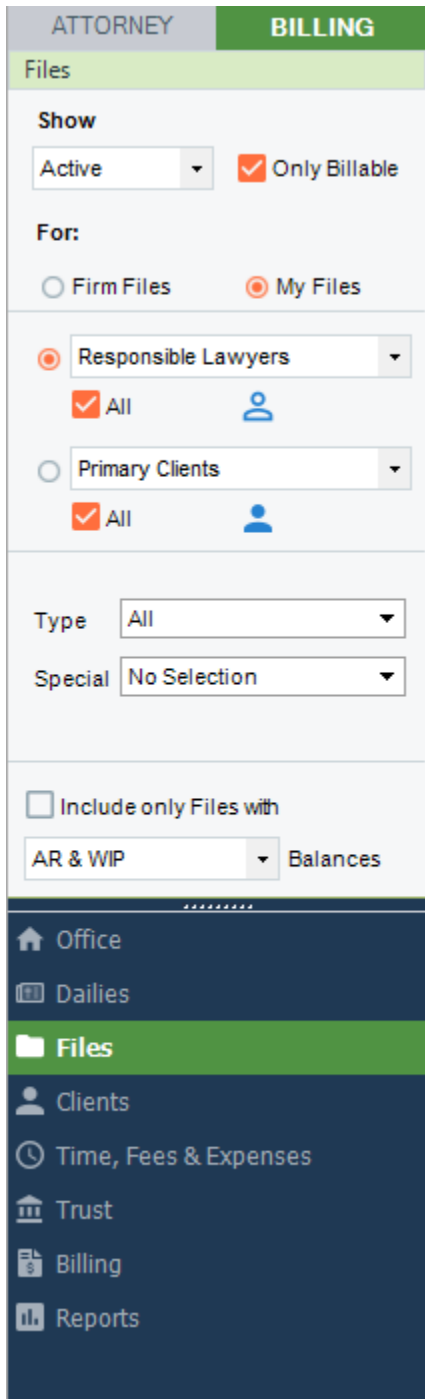 ATTORNEY BILLING
Files
Show
Active Only Billable
For:
Firm Files My Files
Responsible Lawyers
All
Primary Clients
All
Type All
Special No Selection
Include only Files with
AR & WIP Balances
Office
Dailies
Files
Clients
Time, Fees & Expenses
Trust
Billing
Reports